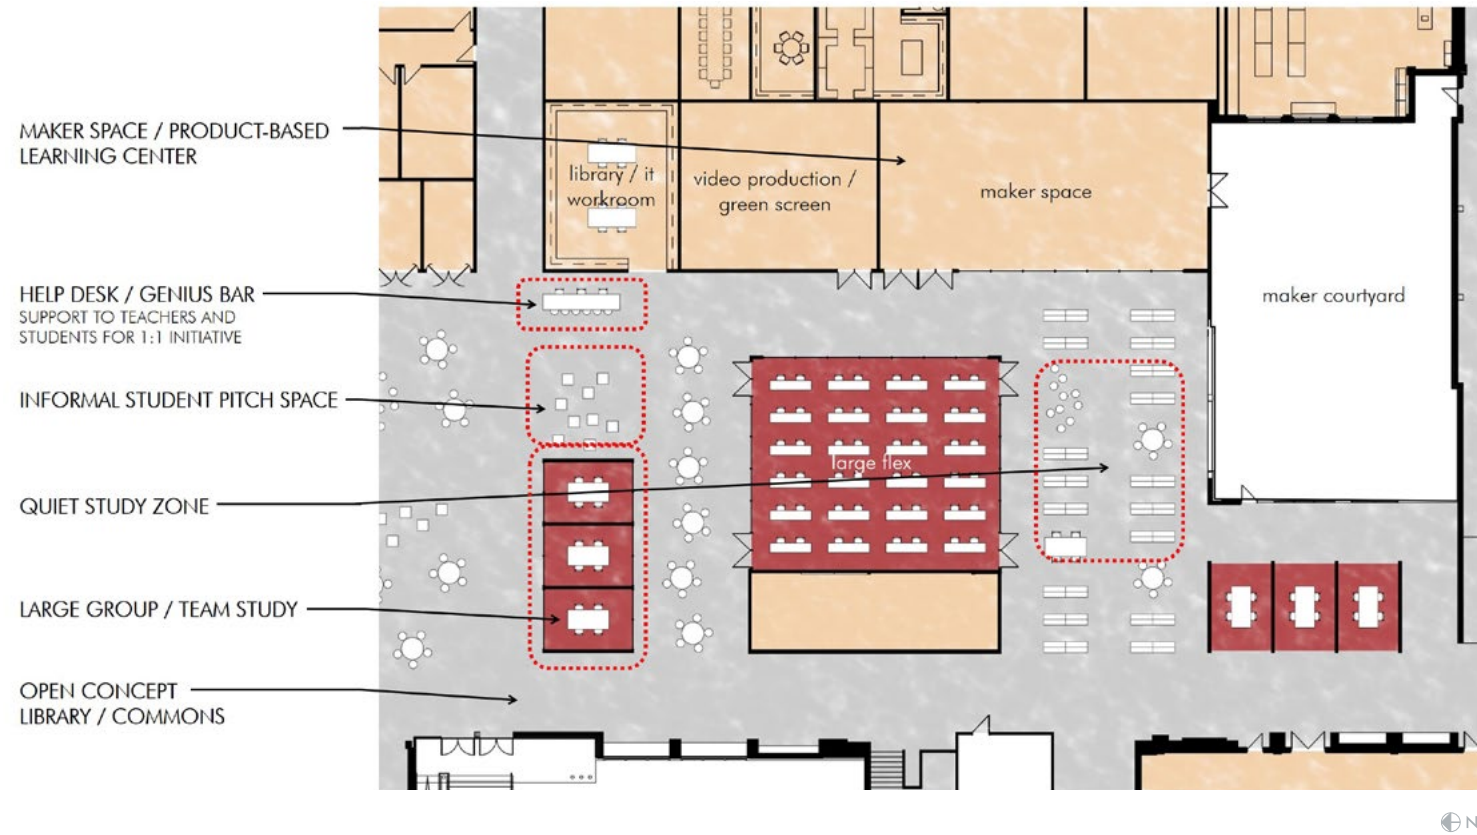 MAKER SPACE / PRODUCT-BASED
LEARNING CENTER
HELP DESK / GENIUS BAR
SUPPORT TO TEACHERS AND
STUDENTS FOR 1:1 INITIATIVE
INFORMAL STUDENT PITCH SPACE
QUIET STUDY ZONE
LARGE GROUP / TEAM STUDY
OPEN CONCEPT
LIBRARY / COMMONS
library / it
workroom
video production /
green screen
maker space
maker courtyard
large flex
N